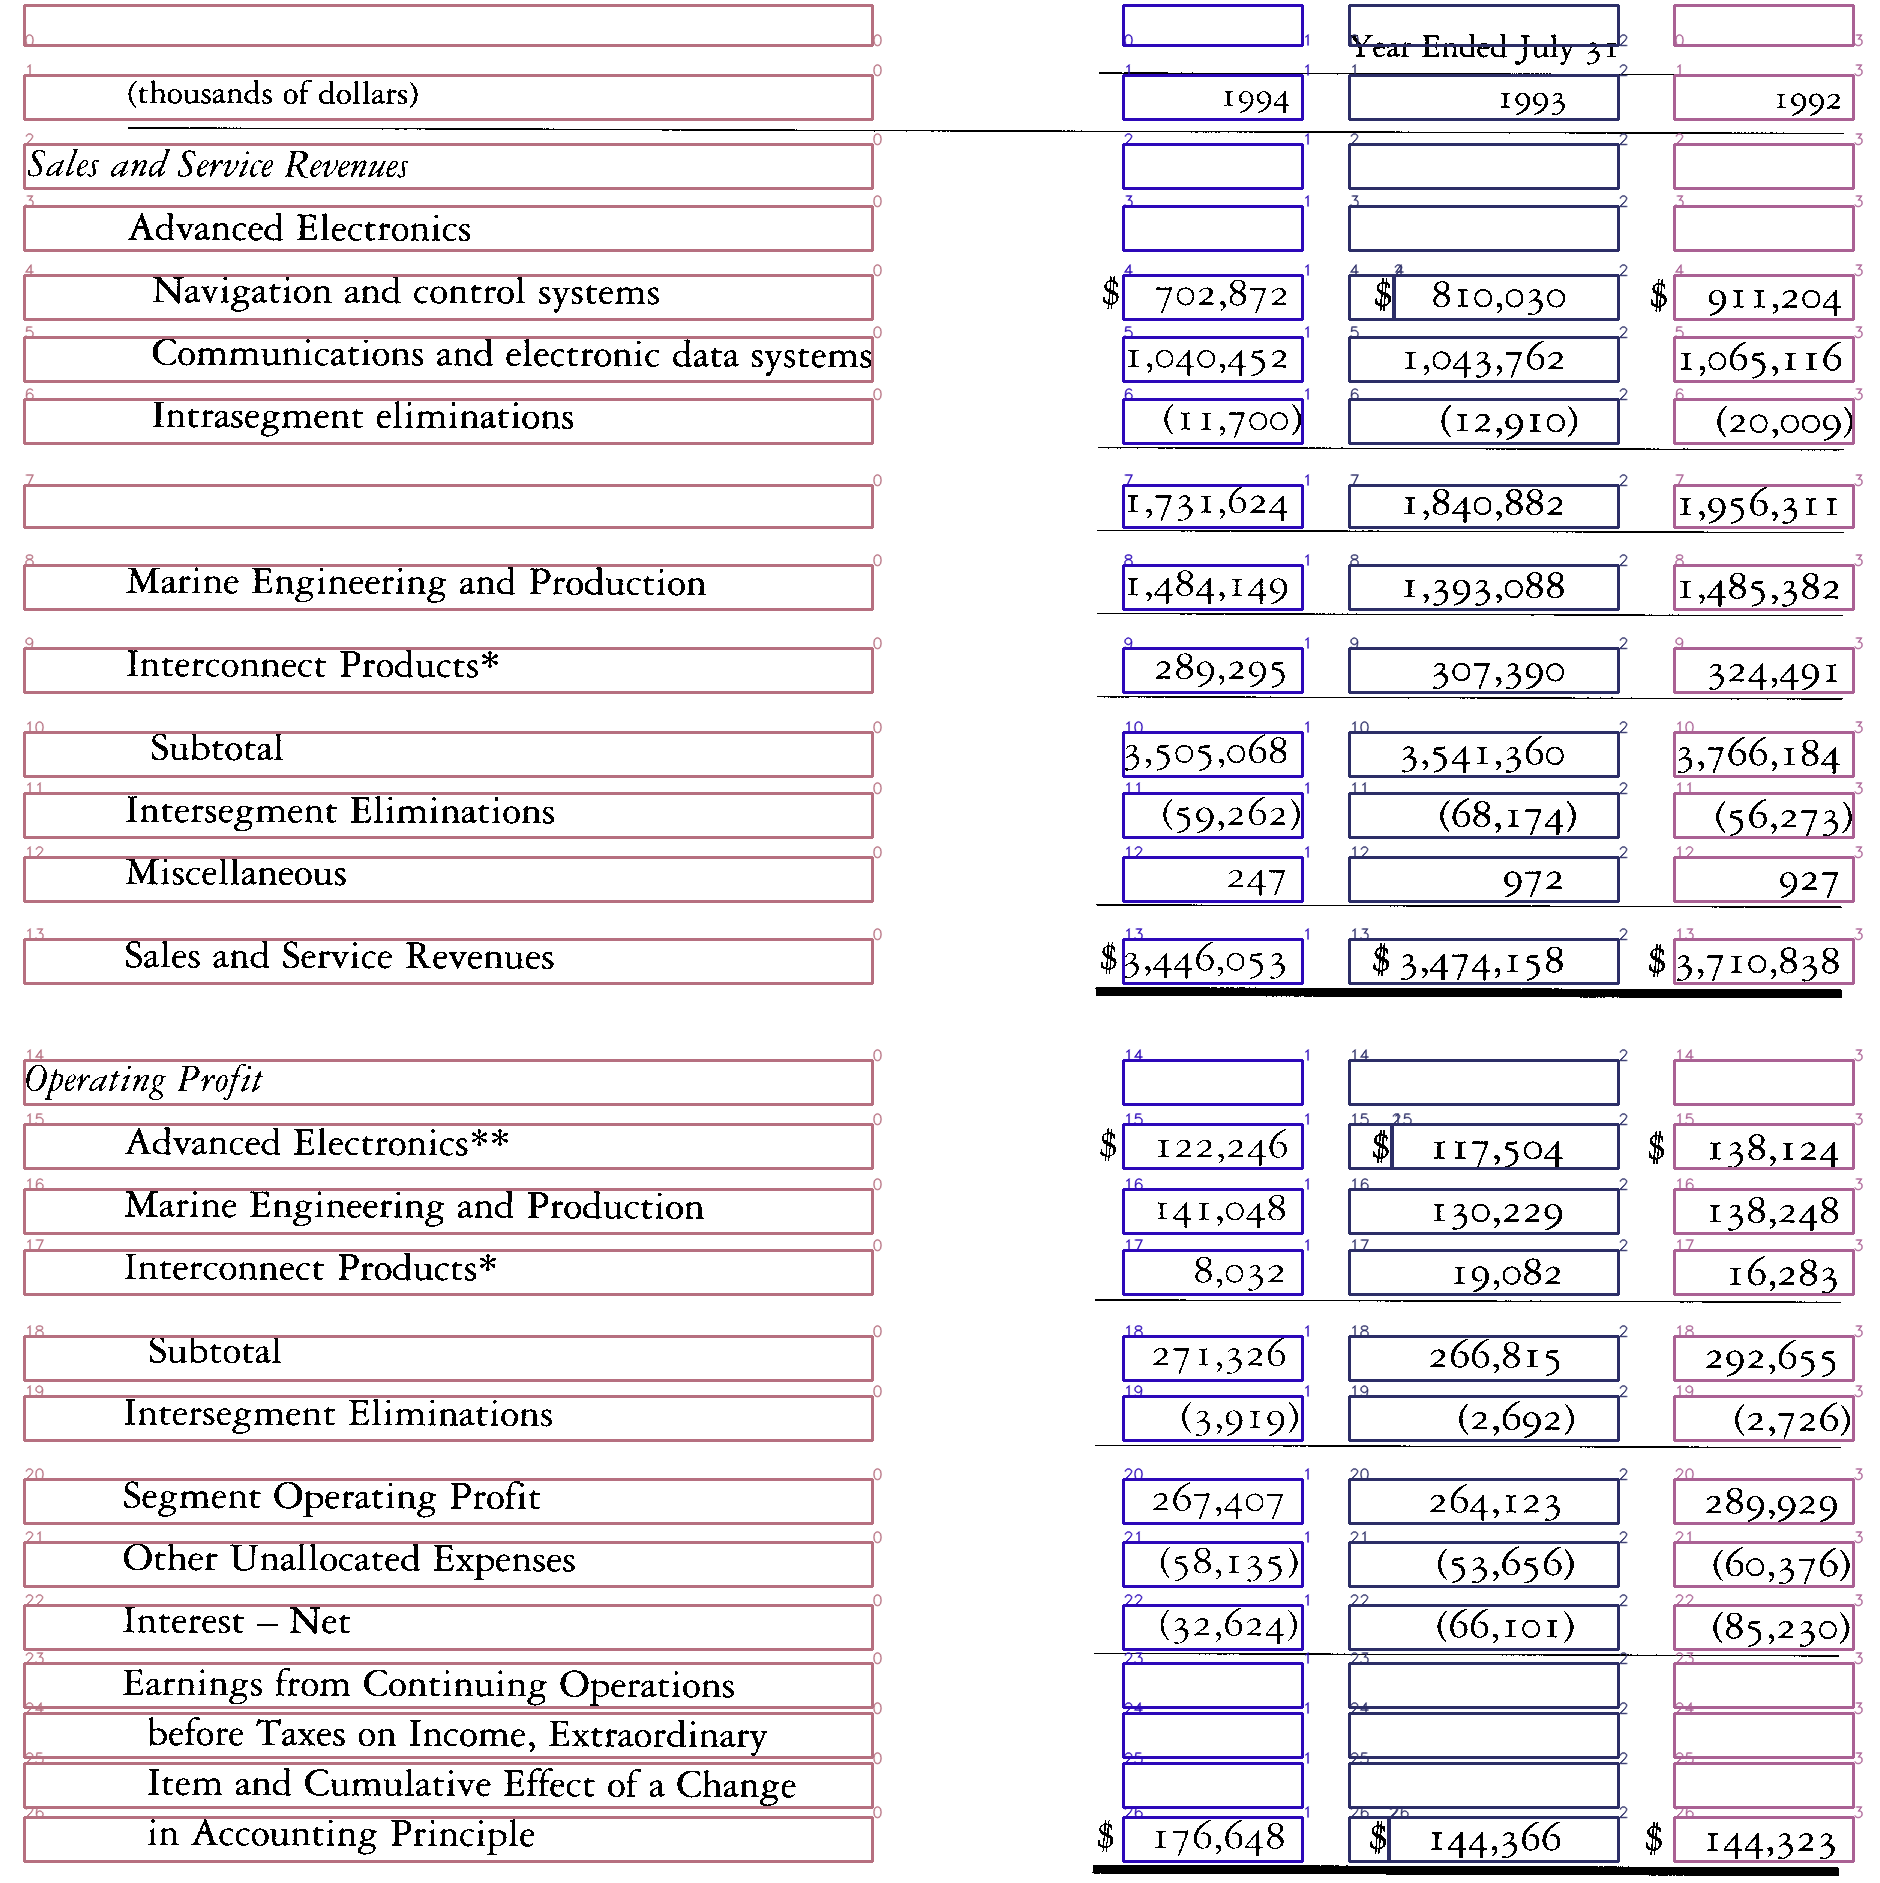 Year Ended July 31
(thousands of dollars) 1994 1993 1992
Sales and Service Revenues
Advanced Electronics
Navigation and control systems $ 702,872 $ 810,030 $ 911,204
Communications and electronic data systems 1,040,452 1,043,762 1,065,116
Intrasegment eliminations (11,700) (12,910) (20,009)
1,731,624 1,840,882 1,956,311
Marine Engineering and Production 1,484,149 1,393,088 1,485,382
Interconnect Products* 289,295 307,390 324,491
Subtotal 3,505,068 3,541,360 3,766,184
Intersegment Eliminations (59,262) (68,174) (56,273)
Miscellaneous 247 972 927
Sales and Service Revenues $3,446,053 $3,474,158 $3,710,838
Operating Profit
Advanced Electronics** $ 122,246 $ 117,504 $ 138,124
Marine Engineering and Production 141,048 130,229 138,248
Interconnect Products* 8,032 19,082 16,283
Subtotal 271,326 266,815 292,655
Intersegment Eliminations (3,919) (2,692) (2,726)
Segment Operating Profit 267,407 264,123 289,929
Other Unallocated Expenses (58,135) (53,656) (60,376)
Interest – Net (32,624) (66,101) (85,230)
Earnings from Continuing Operations
before Taxes on Income, Extraordinary
Item and Cumulative Effect of a Change
in Accounting Principle $ 176,648 $ 144,366 $ 144,323